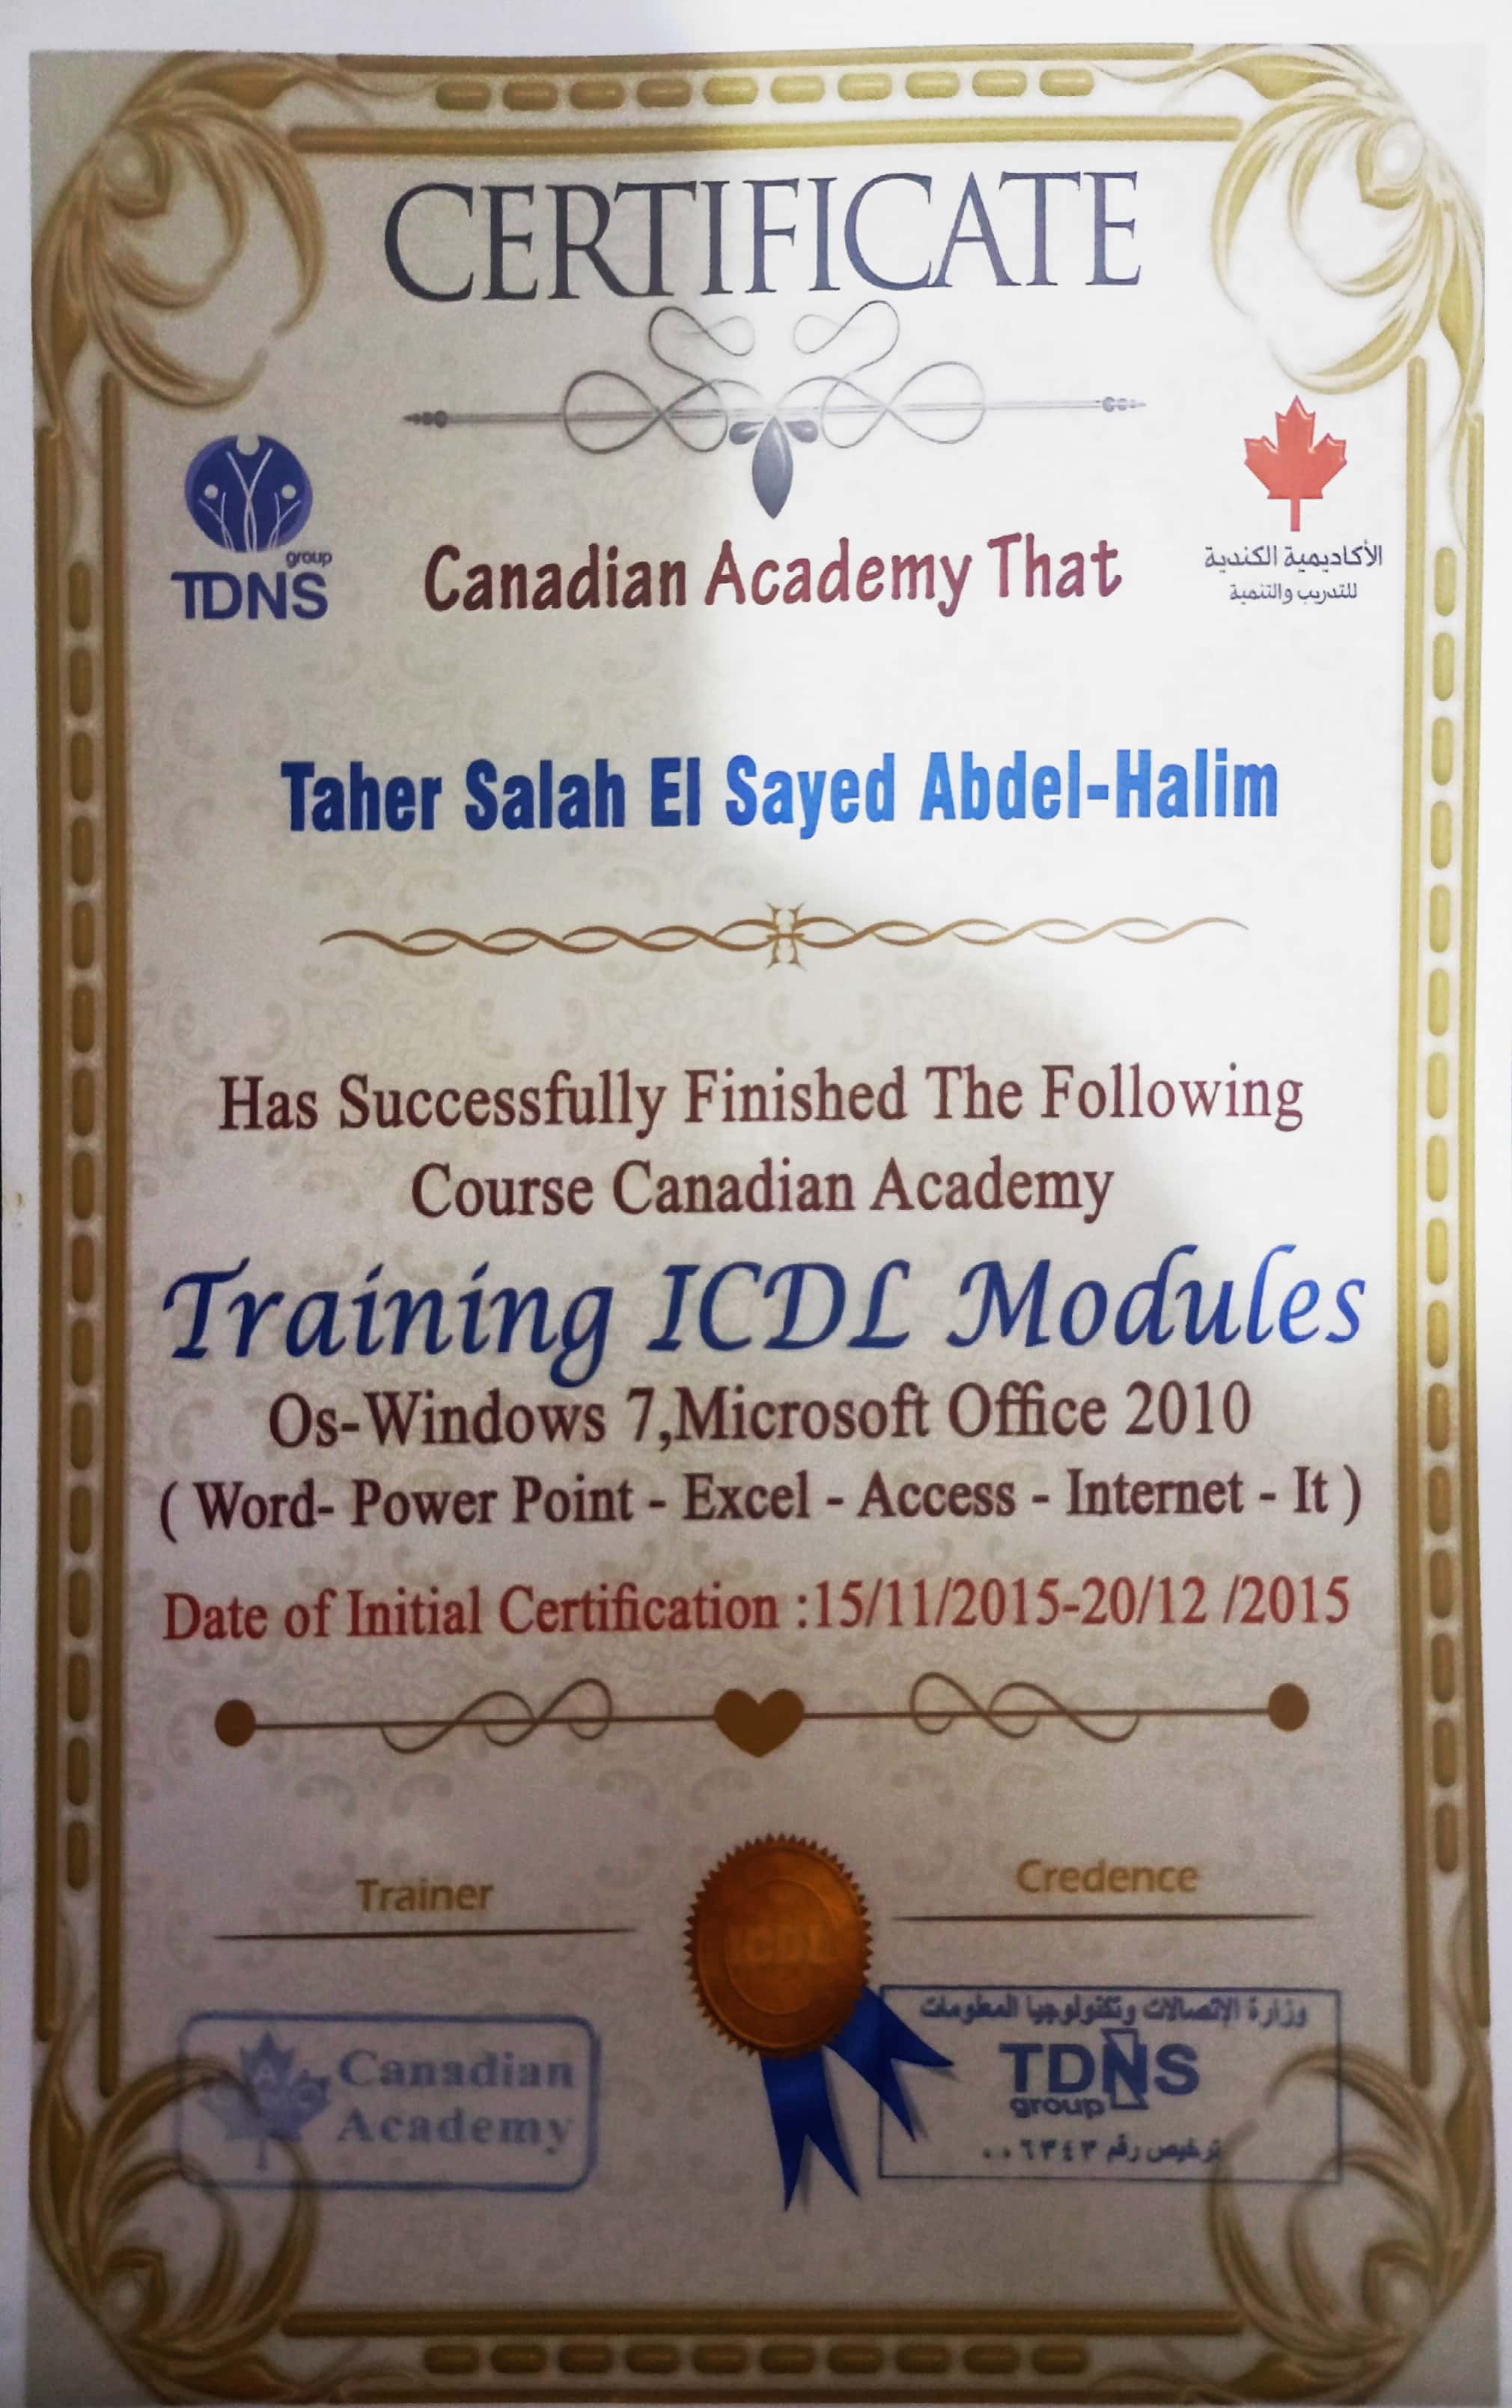 CERTIFICATE
group
TDNS
Canadian Academy That
الأكاديمية الكندية
للتدريب والتنمية
Taher Salah El Sayed Abdel-Halim
Has Successfully Finished The Following
Course Canadian Academy
Training ICDL Modules
Os-Windows 7,Microsoft Office 2010
( Word- Power Point - Excel - Access - Internet - It )
Date of Initial Certification :15/11/2015-20/12 /2015
Trainer
Credence
ICDL
Canadian
Academy
وزارة الإتصالات وتكنولوجيا المعلومات
TDNS
group
ترخيص رقم ٠٠٦٣٤٣